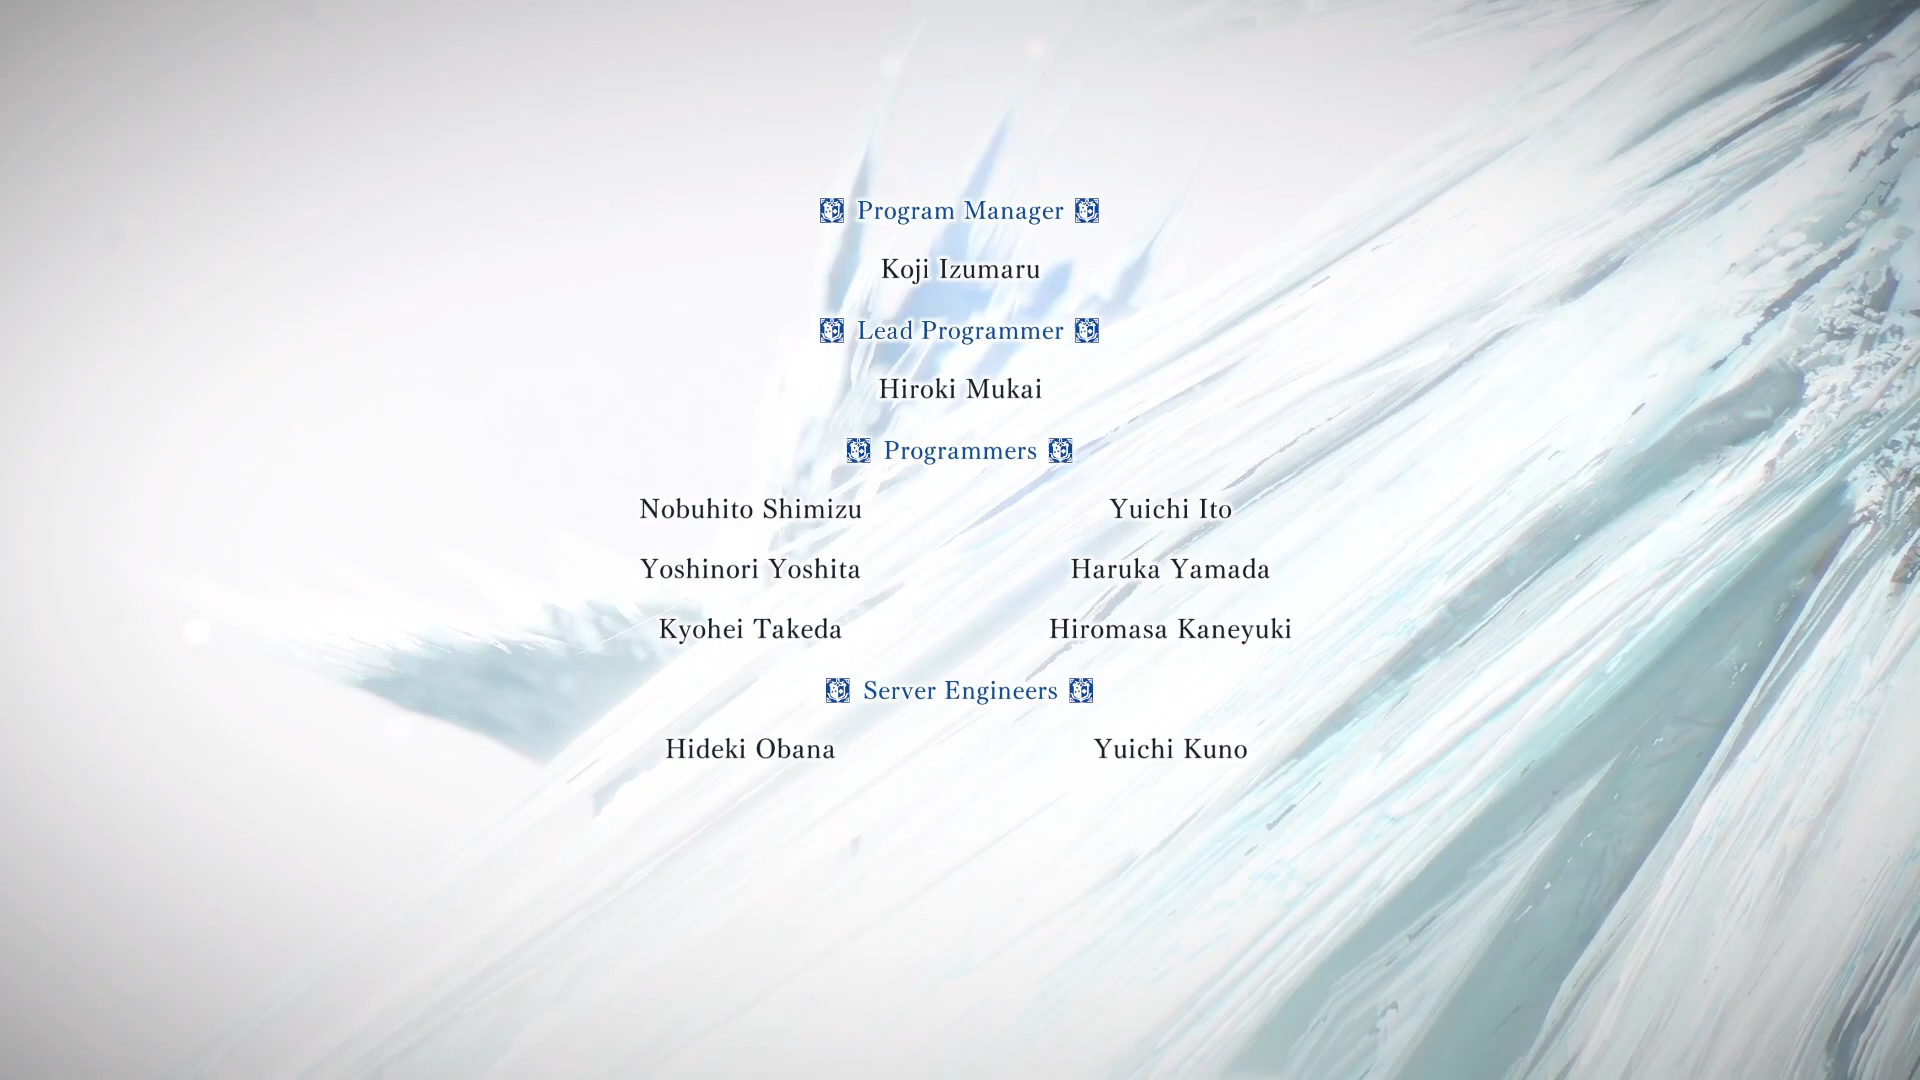 Program Manager
Koji Izumaru
Lead Programmer
Hiroki Mukai
Programmers
Nobuhito Shimizu Yuichi Ito
Yoshinori Yoshita Haruka Yamada
Kyohei Takeda Hiromasa Kaneyuki
Server Engineers
Hideki Obana Yuichi Kuno